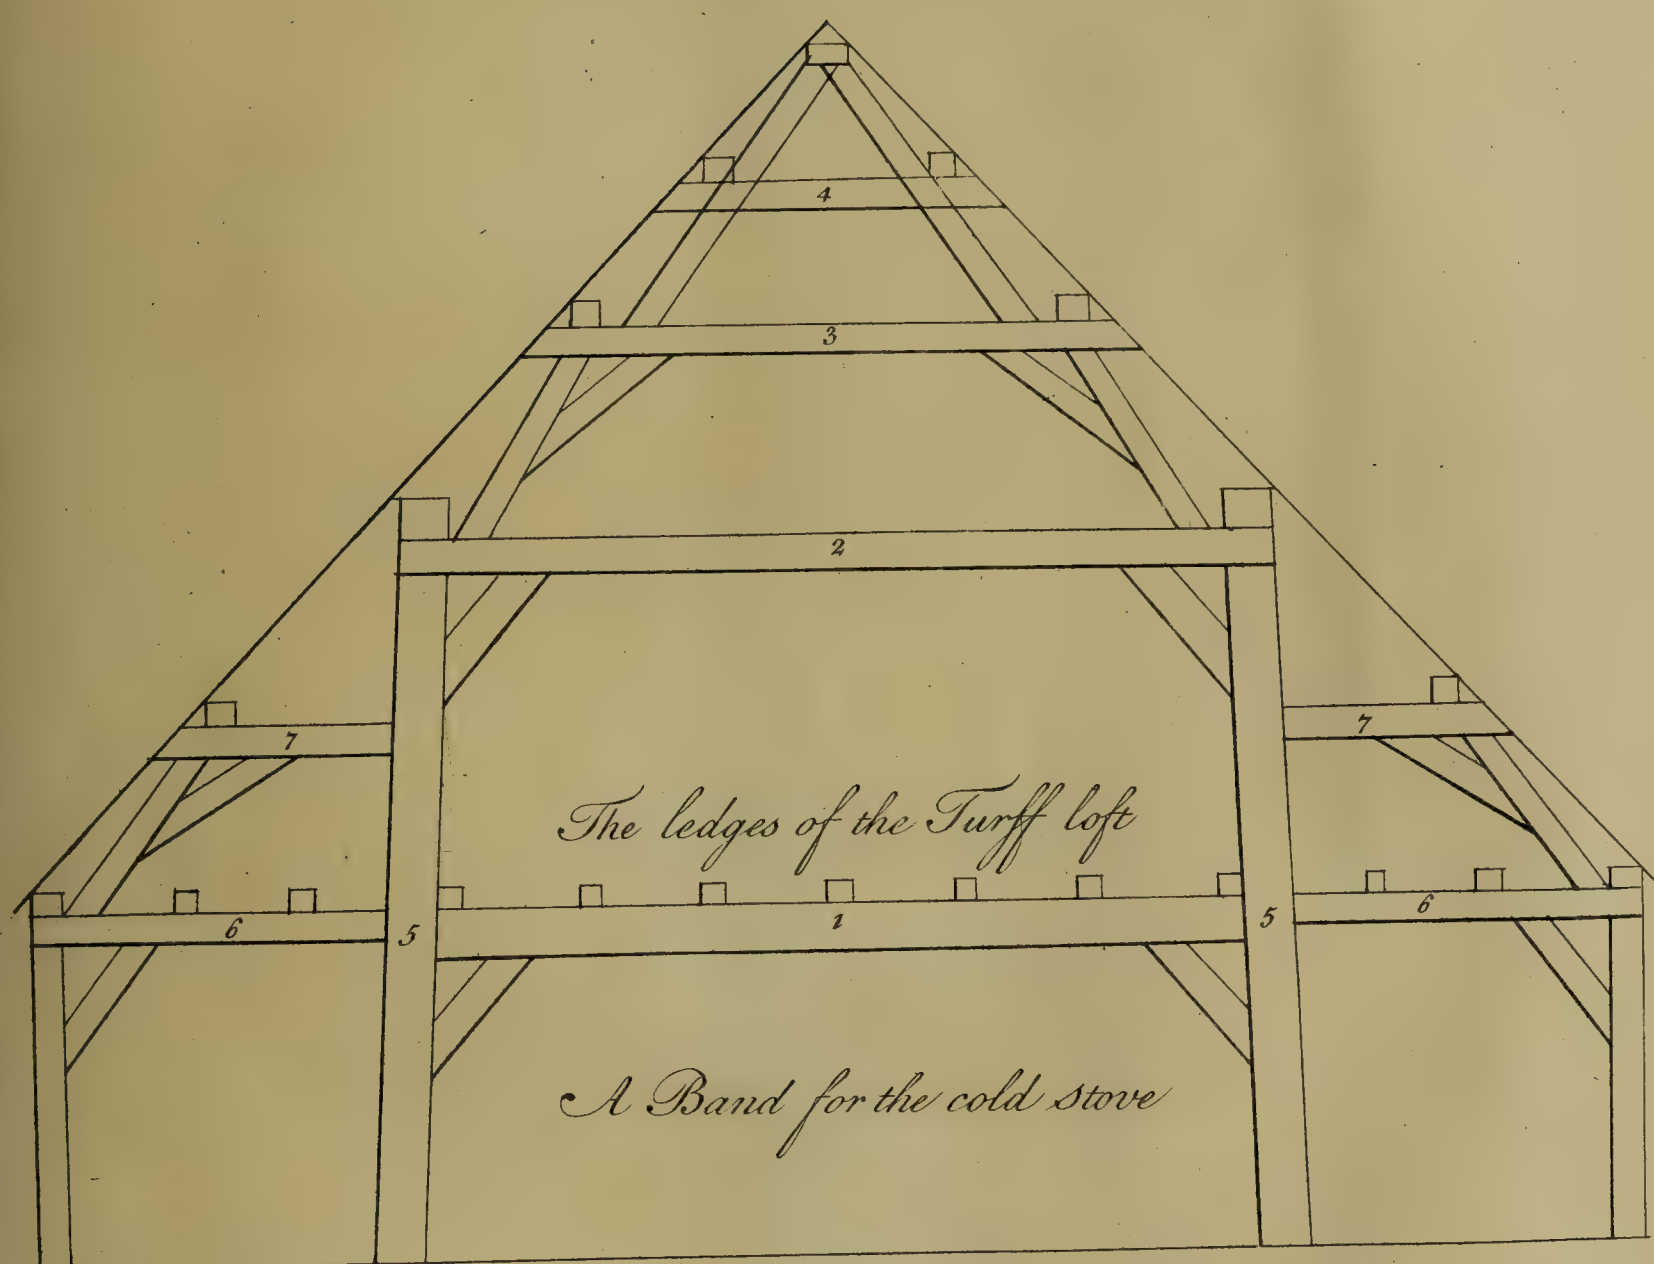 4
3
2
7 7
The ledges of the Turff loft
6 5 1 5 6
A Band for the cold stove